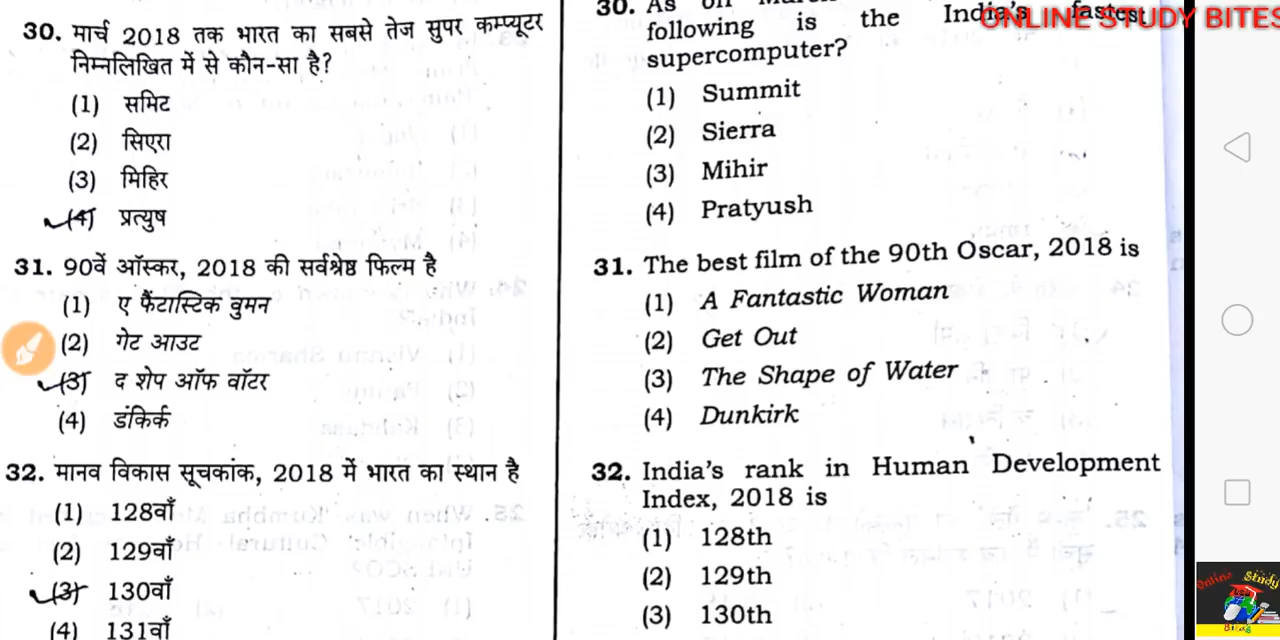 30. मार्च 2018 तक भारत का सबसे तेज सुपर कम्प्यूटर
निम्नलिखित में से कौन-सा है?
(1) समिट
(2) सिएरा
(3) मिहिर
(4) प्रत्युष
31. 90वें ऑस्कर, 2018 की सर्वश्रेष्ठ फिल्म है
(1) ए फैंटास्टिक वुमन
(2) गेट आउट
(3) द शेप ऑफ वॉटर
(4) डंकिर्क
32. मानव विकास सूचकांक, 2018 में भारत का स्थान है
(1) 128वाँ
(2) 129वाँ
(3) 130वाँ
(4) 131वाँ
30. As on March
following is the India's fastest
supercomputer?
(1) Summit
(2) Sierra
(3) Mihir
(4) Pratyush
31. The best film of the 90th Oscar, 2018 is
(1) A Fantastic Woman
(2) Get Out
(3) The Shape of Water
(4) Dunkirk
32. India's rank in Human Development
Index, 2018 is
(1) 128th
(2) 129th
(3) 130th
ONLINE STUDY BITES
Online Study
Bites